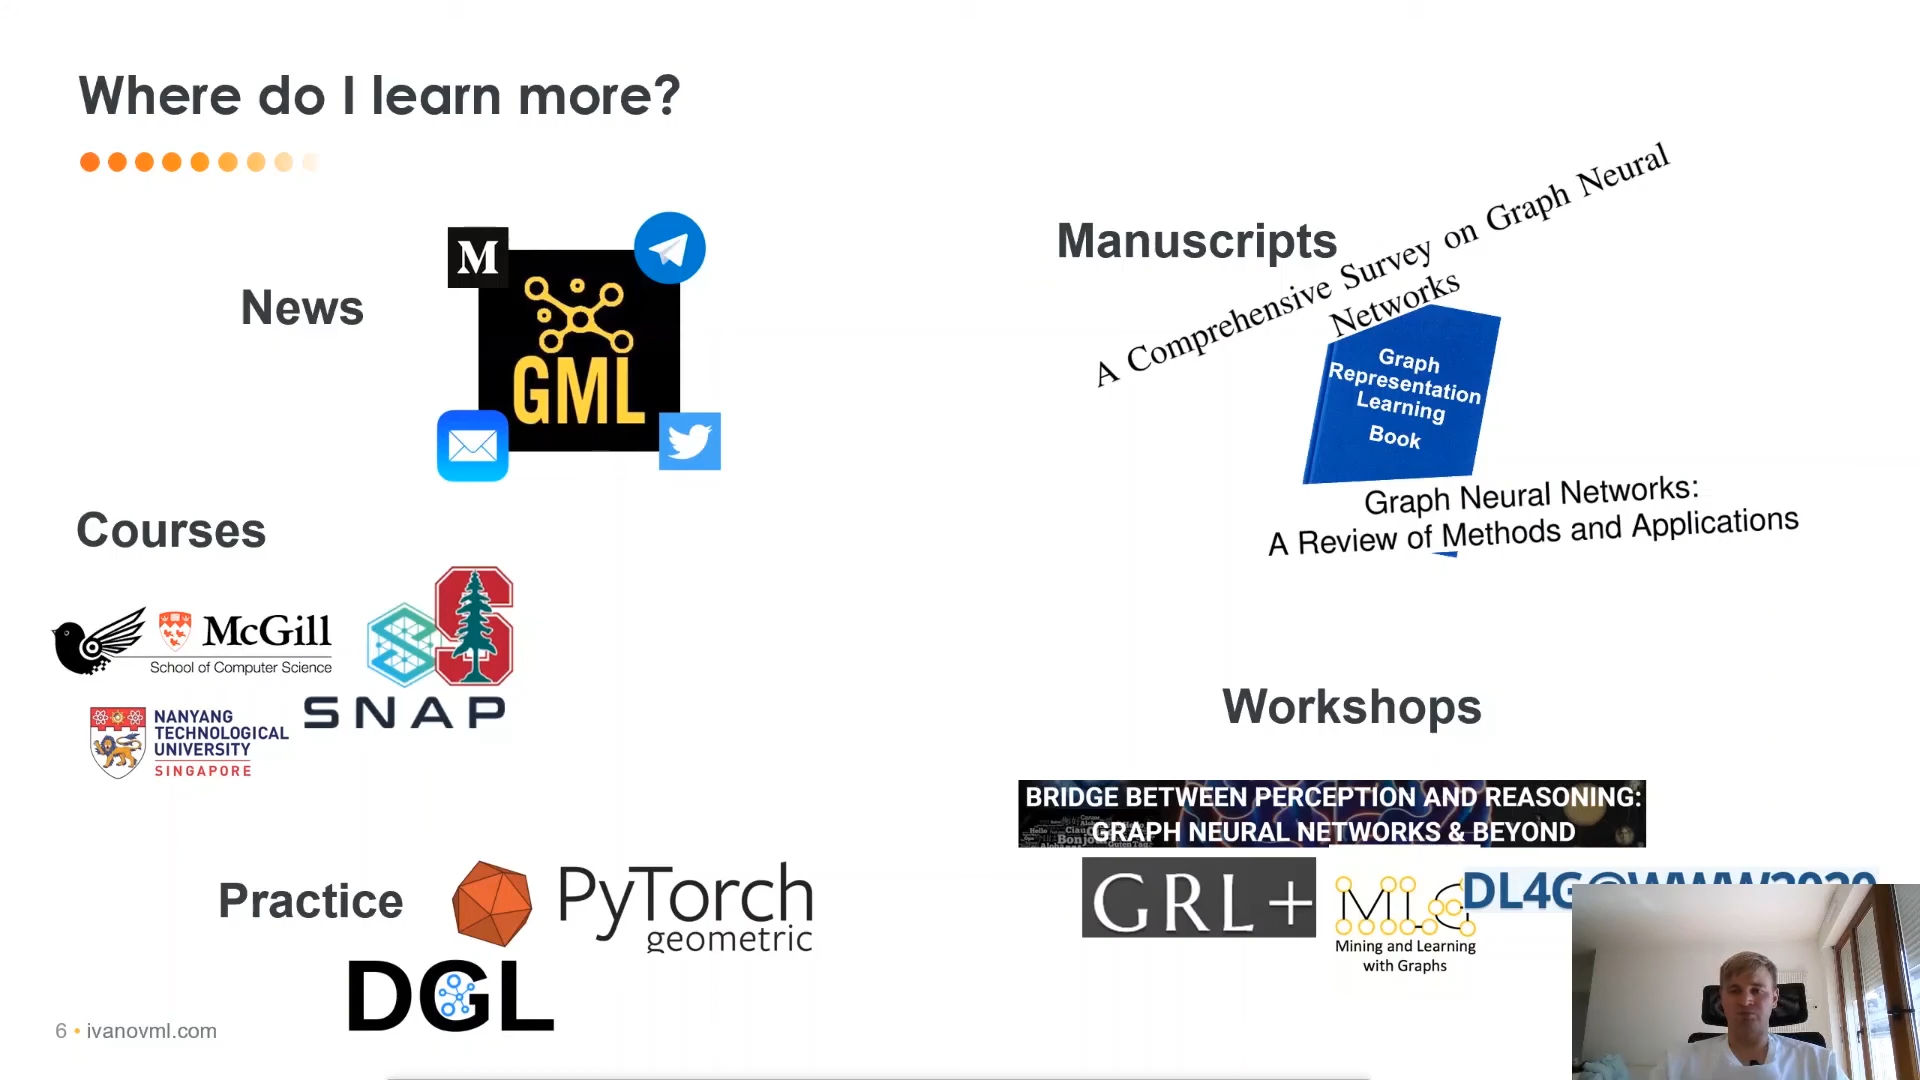 Where do I learn more?
News
M
GML
Manuscripts
A Comprehensive Survey on Graph Neural
Networks
Graph
Representation
Learning
Book
Graph Neural Networks:
A Review of Methods and Applications
Courses
McGill
School of Computer Science
SNAP
NANYANG
TECHNOLOGICAL
UNIVERSITY
SINGAPORE
Workshops
BRIDGE BETWEEN PERCEPTION AND REASONING:
GRAPH NEURAL NETWORKS & BEYOND
GRL+
MLG
Mining and Learning
with Graphs
DL4G@WWW2020
Practice
PyTorch
geometric
DGL
6 • ivanovml.com